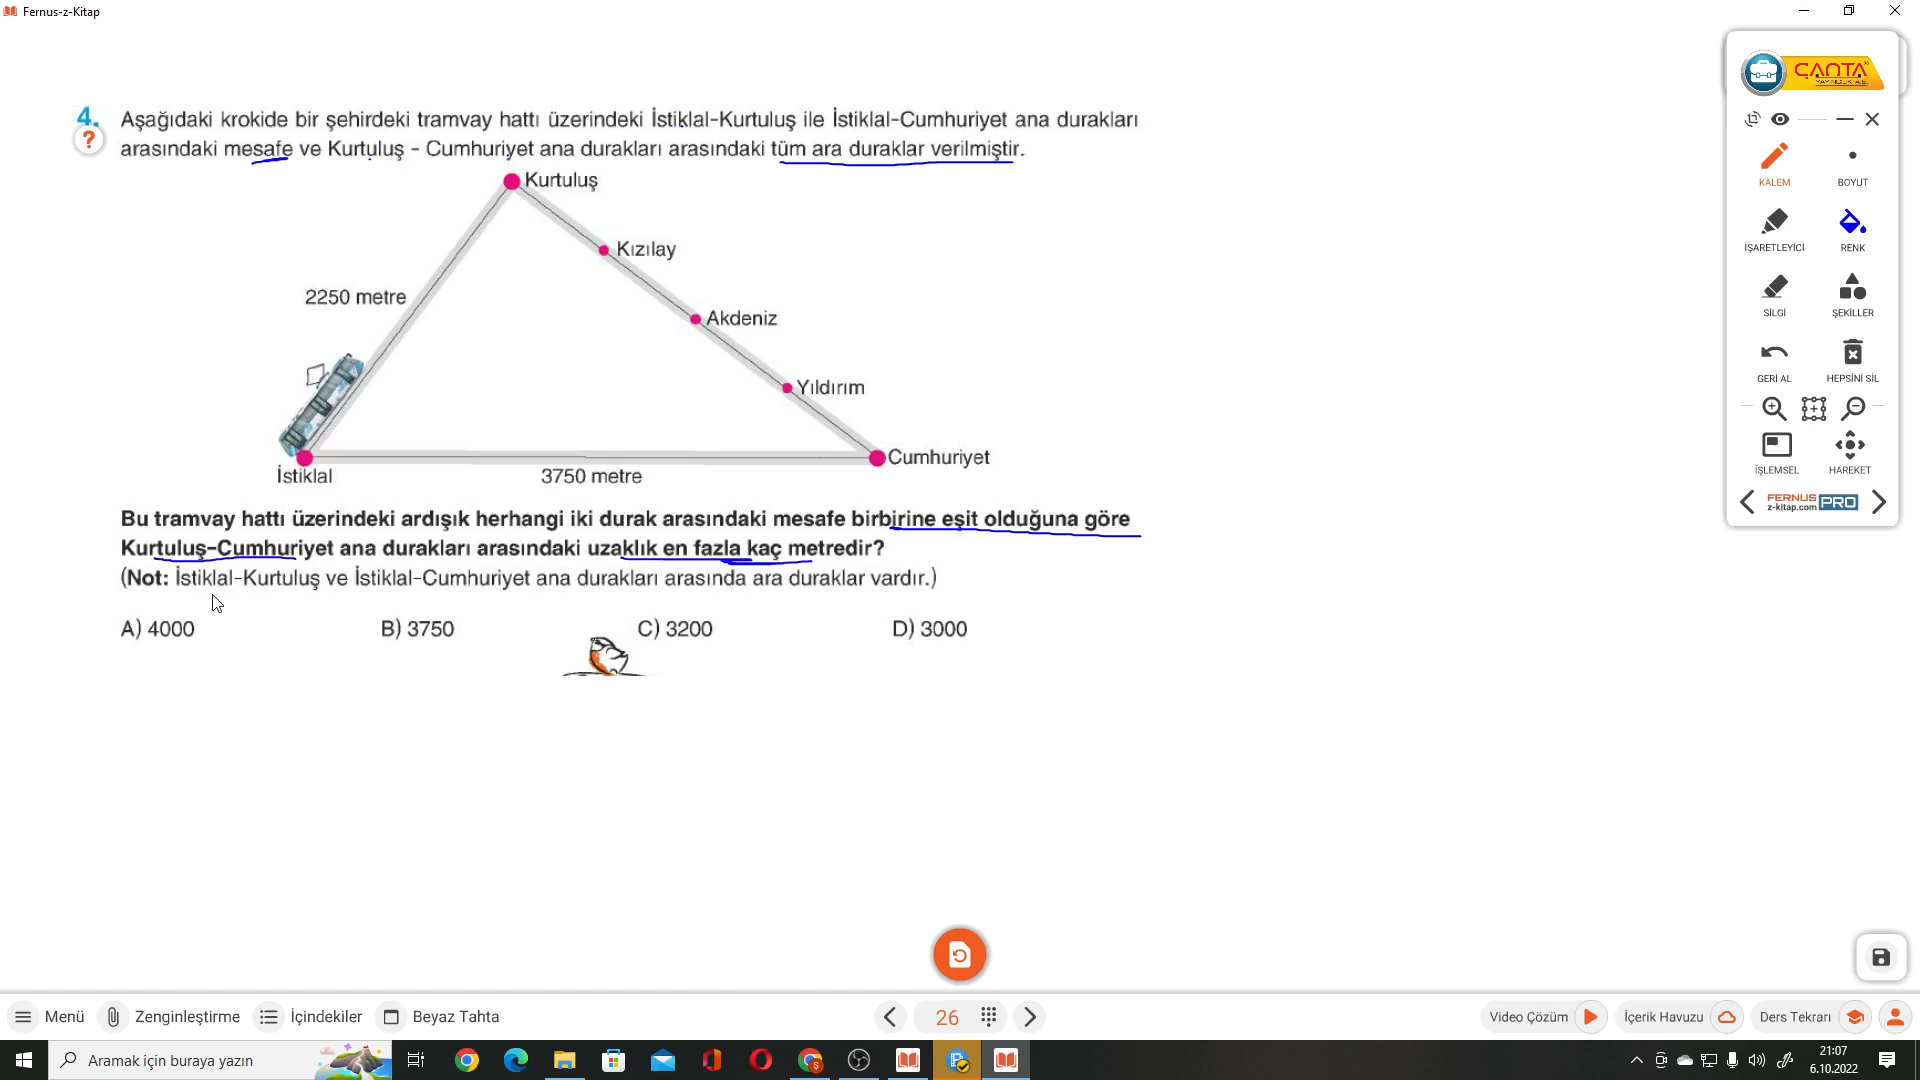 Fernus-z-Kitap
4.
?
Aşağıdaki krokide bir şehirdeki tramvay hattı üzerindeki İstiklal-Kurtuluş ile İstiklal-Cumhuriyet ana durakları
arasındaki mesafe ve Kurtuluş - Cumhuriyet ana durakları arasındaki tüm ara duraklar verilmiştir.
Kurtuluş
Kızılay
2250 metre
Akdeniz
Yıldırım
Cumhuriyet
İstiklal
3750 metre
Bu tramvay hattı üzerindeki ardışık herhangi iki durak arasındaki mesafe birbirine eşit olduğuna göre
Kurtuluş-Cumhuriyet ana durakları arasındaki uzaklık en fazla kaç metredir?
(Not: İstiklal-Kurtuluş ve İstiklal-Cumhuriyet ana durakları arasında ara duraklar vardır.)
A) 4000 B) 3750 C) 3200 D) 3000
ÇANTA
YAYINCILIK A.Ş.
KALEM BOYUT
İŞARETLEYİCİ RENK
SİLGİ ŞEKİLLER
GERİ AL HEPSİNİ SİL
İŞLEMSEL HAREKET
FERNUS PRO
z-kitap.com
Menü Zenginleştirme İçindekiler Beyaz Tahta 26 Video Çözüm İçerik Havuzu Ders Tekrarı
Aramak için buraya yazın
21:07
6.10.2022